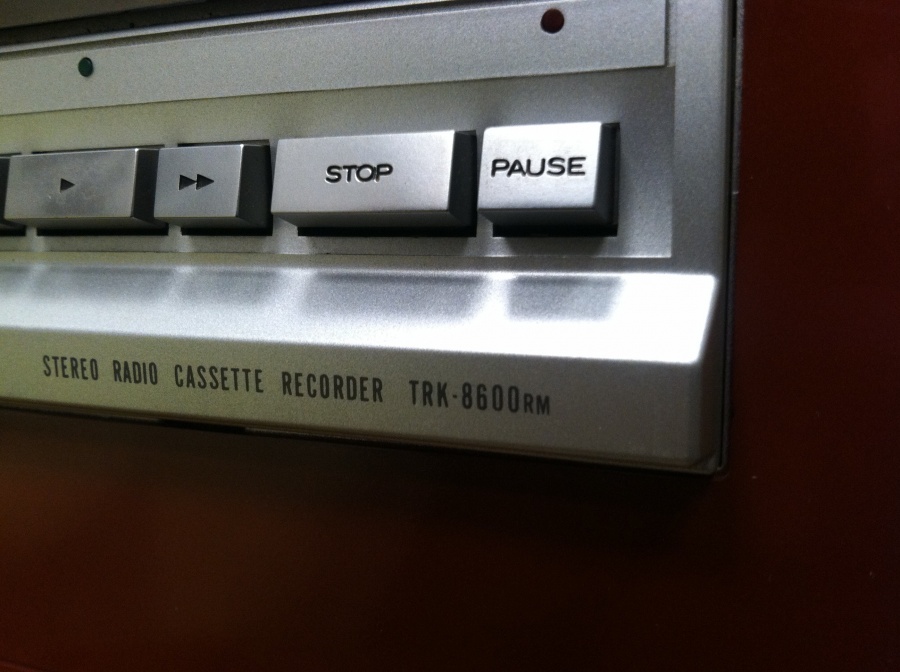 STOP
PAUSE
STEREO RADIO CASSETTE RECORDER TRK-8600RM